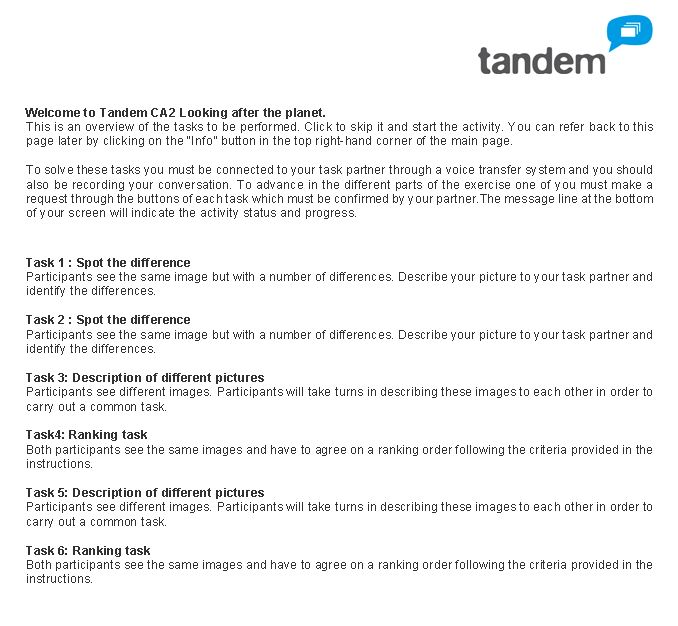 tandem
Welcome to Tandem CA2 Looking after the planet.
This is an overview of the tasks to be performed. Click to skip it and start the activity. You can refer back to this
page later by clicking on the "Info" button in the top right-hand corner of the main page.
To solve these tasks you must be connected to your task partner through a voice transfer system and you should
also be recording your conversation. To advance in the different parts of the exercise one of you must make a
request through the buttons of each task which must be confirmed by your partner.The message line at the bottom
of your screen will indicate the activity status and progress.
Task 1 : Spot the difference
Participants see the same image but with a number of differences. Describe your picture to your task partner and
identify the differences.
Task 2 : Spot the difference
Participants see the same image but with a number of differences. Describe your picture to your task partner and
identify the differences.
Task 3: Description of different pictures
Participants see different images. Participants will take turns in describing these images to each other in order to
carry out a common task.
Task4: Ranking task
Both participants see the same images and have to agree on a ranking order following the criteria provided in the
instructions.
Task 5: Description of different pictures
Participants see different images. Participants will take turns in describing these images to each other in order to
carry out a common task.
Task 6: Ranking task
Both participants see the same images and have to agree on a ranking order following the criteria provided in the
instructions.